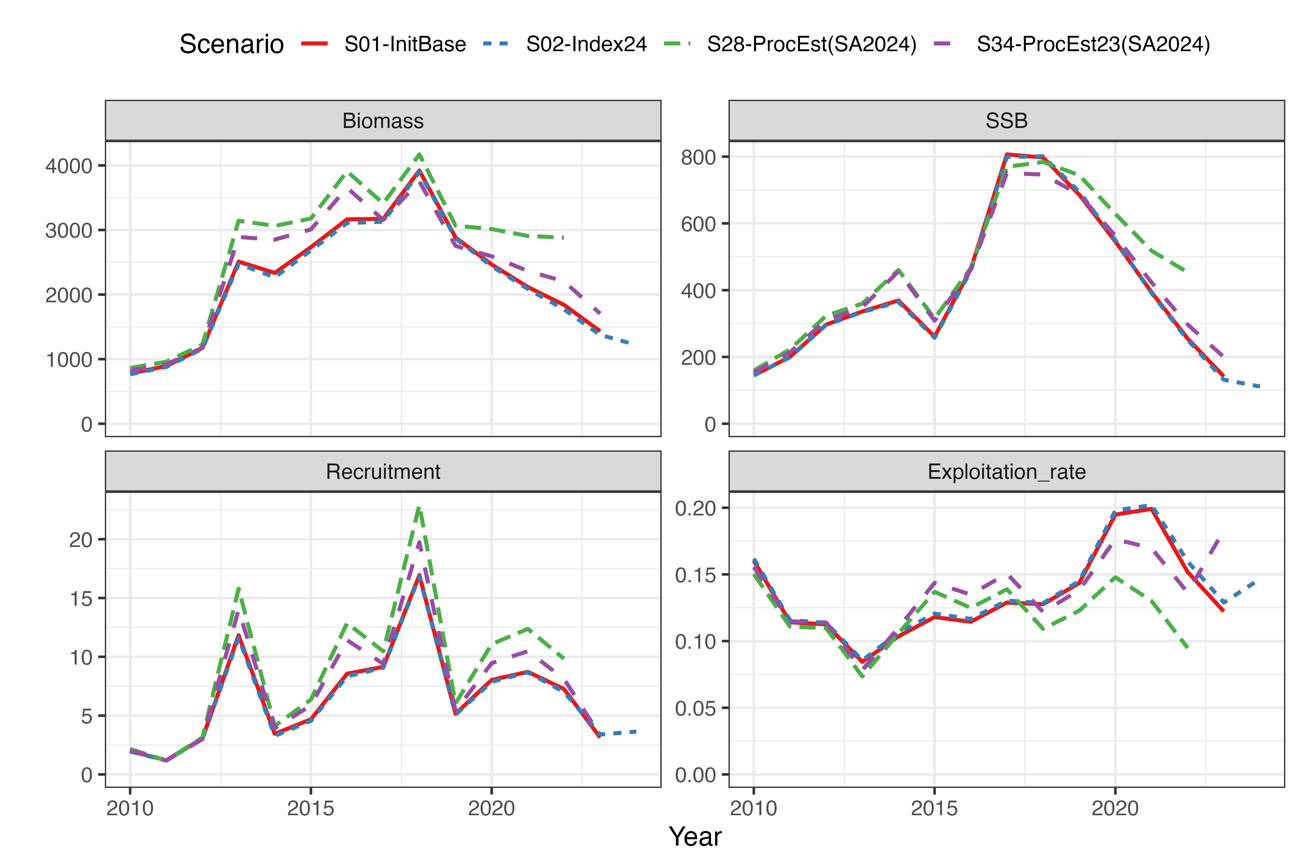 Scenario S01-InitBase S02-Index24 S28-ProcEst(SA2024) S34-ProcEst23(SA2024)
Biomass
SSB
4000
3000
2000
1000
0
800
600
400
200
0
Recruitment
Exploitation_rate
20
15
10
5
0
0.20
0.15
0.10
0.05
0.00
2010 2015 2020
2010 2015 2020
Year